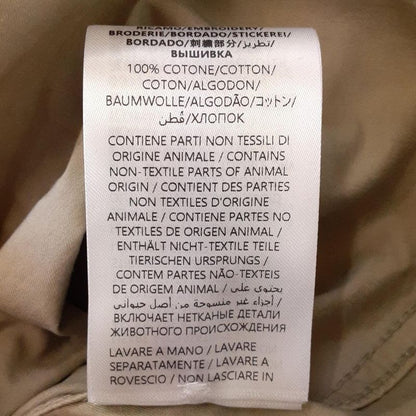 RICAMO/EMBROIDERY/
BRODERIE/BORDADO/STICKEREI/
BORDADO/刺繍部分/تطريز/
ВЫШИВКА
100% COTONE/COTTON/
COTON/ALGODON/
BAUMWOLLE/ALGODÃO/コットン/
قطن/ХЛОПОК
CONTIENE PARTI NON TESSILI DI
ORIGINE ANIMALE / CONTAINS
NON-TEXTILE PARTS OF ANIMAL
ORIGIN / CONTIENT DES PARTIES
NON TEXTILES D'ORIGINE
ANIMALE / CONTIENE PARTES NO
TEXTILES DE ORIGEN ANIMAL /
ENTHÄLT NICHT-TEXTILE TEILE
TIERISCHEN URSPRUNGS /
CONTEM PARTES NÃO-TEXTEIS
DE ORIGEM ANIMAL / يحتوي على
أجزاء غير منسوجة من أصل حيواني /
ВКЛЮЧАЕТ НЕТКАНЫЕ ДЕТАЛИ
ЖИВОТНОГО ПРОИСХОЖДЕНИЯ
LAVARE A MANO / LAVARE
SEPARATAMENTE / LAVARE A
ROVESCIO / NON LASCIARE IN